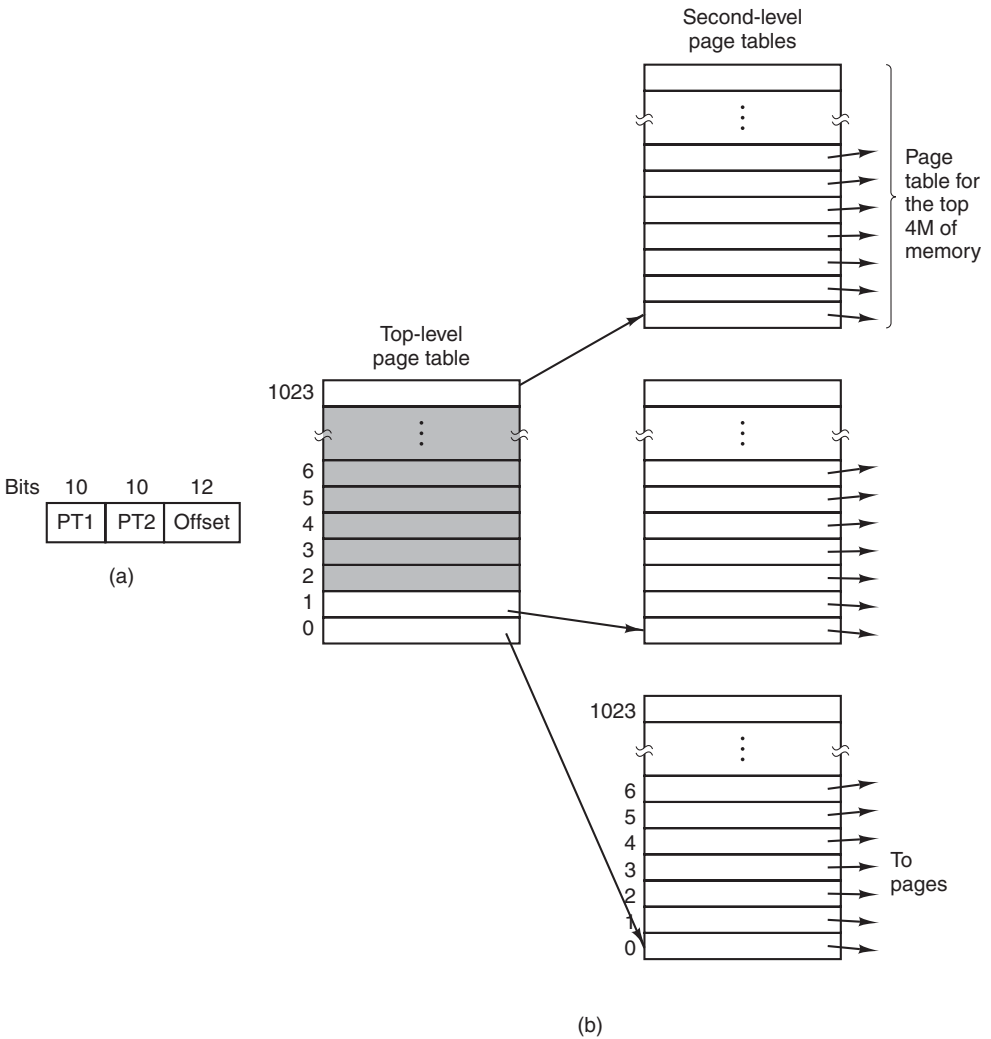 Second-level
page tables
Page
table for
the top
4M of
memory
Top-level
page table
1023
6
5
4
3
2
1
0
Bits 10 10 12
PT1 PT2 Offset
(a)
1023
6
5
4
3
2
1
0
To
pages
(b)